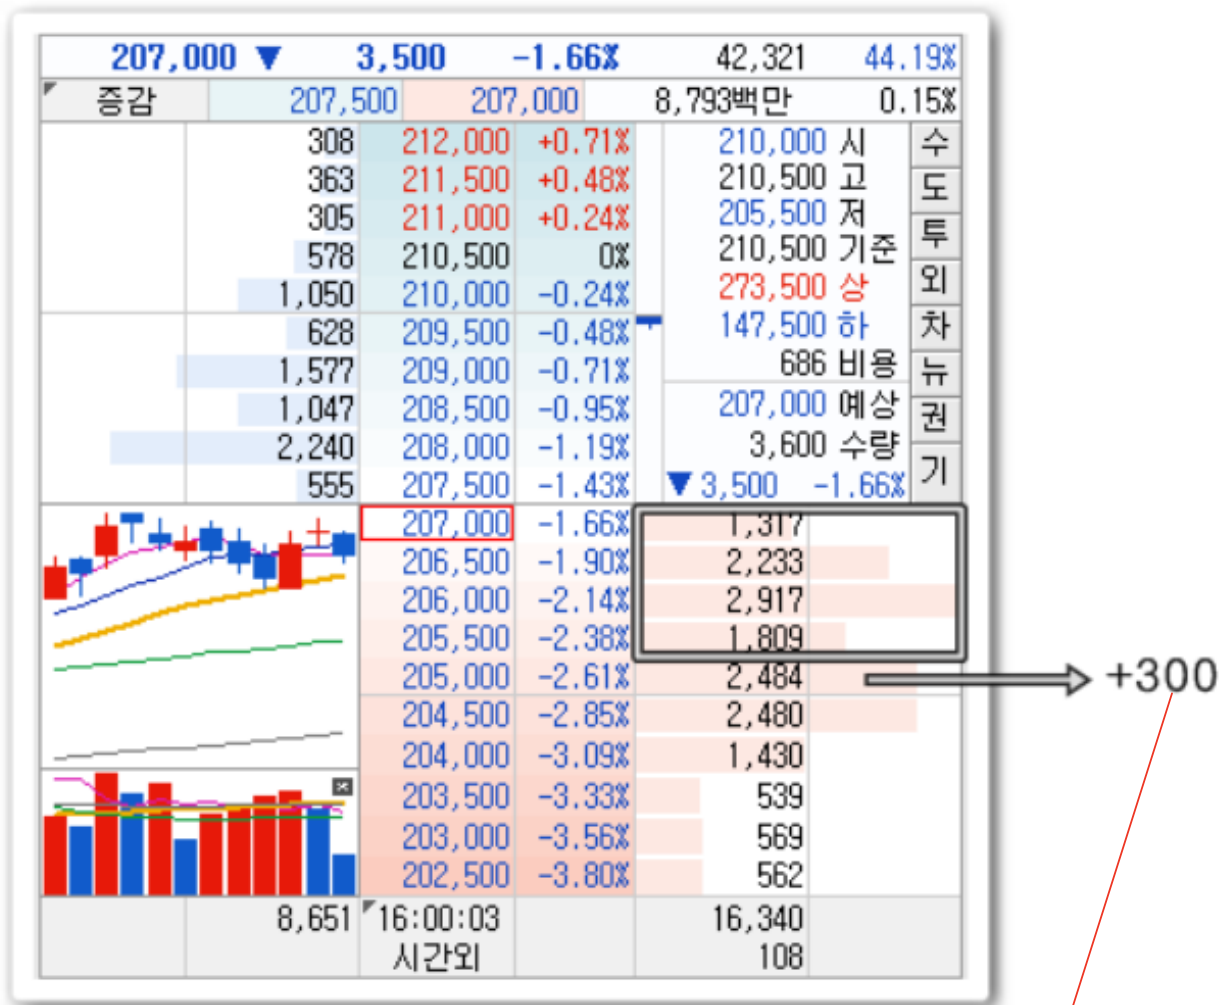 207,000 ▼ 3,500 -1.66% 42,321 44.19%
증감 207,500 207,000 8,793백만 0.15%
308 212,000 +0.71% 210,000 시 수
363 211,500 +0.48% 210,500 고 도
305 211,000 +0.24% 205,500 저 투
578 210,500 0% 210,500 기준 외
1,050 210,000 -0.24% 273,500 상
628 209,500 -0.48% 147,500 하 차
1,577 209,000 -0.71% 686 비용 뉴
1,047 208,500 -0.95% 207,000 예상 권
2,240 208,000 -1.19% 3,600 수량 기
555 207,500 -1.43% ▼ 3,500 -1.66%
207,000 -1.66% 1,317
206,500 -1.90% 2,233
206,000 -2.14% 2,917
205,500 -2.38% 1,809
205,000 -2.61% 2,484 +300
204,500 -2.85% 2,480
204,000 -3.09% 1,430
203,500 -3.33% 539
203,000 -3.56% 569
202,500 -3.80% 562
8,651 16:00:03 16,340
시간외 108